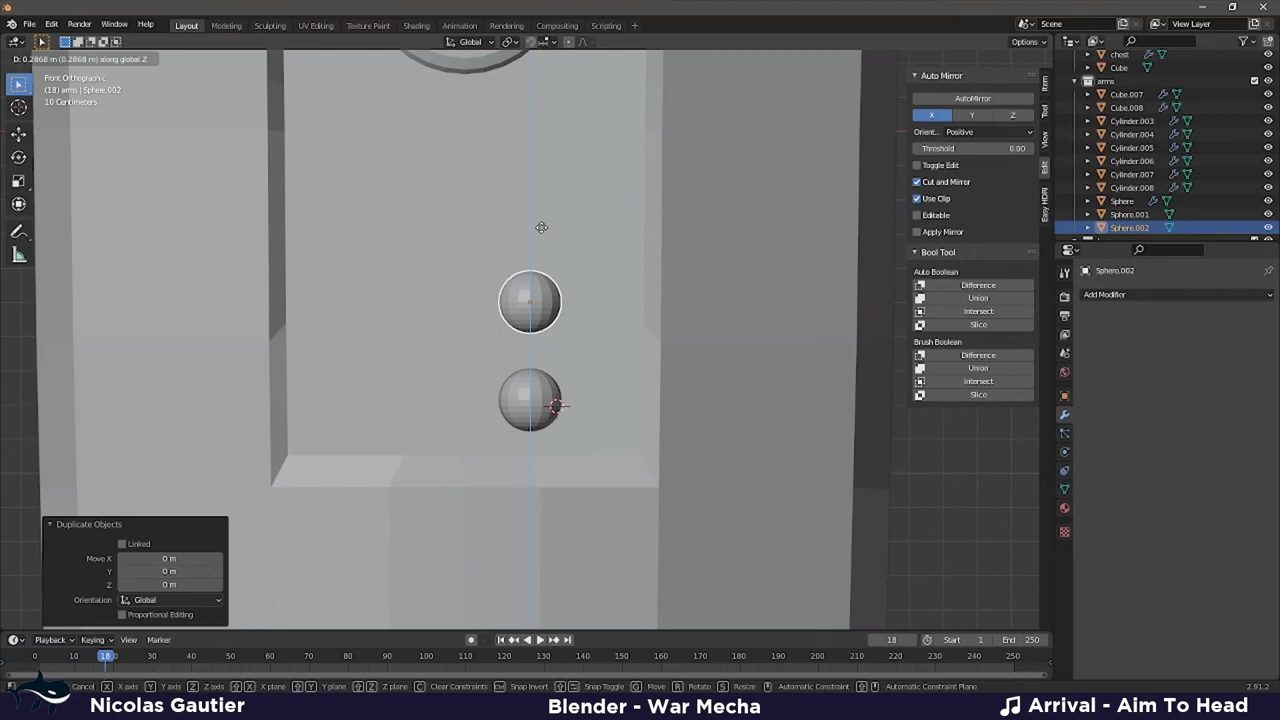 File Edit Render Window Help Layout Modeling Sculpting UV Editing Texture Paint Shading Animation Rendering Compositing Scripting + Scene View Layer
Global Options
D: 0.2868 m (0.2868 m) along global Z
Front Orthographic
(18) arms | Sphere.002
10 Centimeters
Auto Mirror
AutoMirror
X Y Z
Orient.. Positive
Threshold 0.00
Toggle Edit
Cut and Mirror
Use Clip
Editable
Apply Mirror
Bool Tool
Auto Boolean
Difference
Union
Intersect
Slice
Brush Boolean
Difference
Union
Intersect
Slice
Item
Tool
View
Edit
Easy HDRI
chest
Cube
arms
Cube.007
Cube.008
Cylinder.003
Cylinder.004
Cylinder.005
Cylinder.006
Cylinder.007
Cylinder.008
Sphere
Sphere.001
Sphere.002
Sphere.002
Add Modifier
Duplicate Objects
Linked
Move X 0 m
Y 0 m
Z 0 m
Orientation Global
Proportional Editing
Playback Keying View Marker 18 Start 1 End 250
0 10 18 30 40 50 60 70 80 90 100 110 120 130 140 150 160 170 180 190 200 210 220 230 240 250
Cancel X X axis Y Y axis Z Z axis X X plane Y Y plane Z Z plane C Clear Constraints Snap Invert Snap Toggle G Move R Rotate S Resize Automatic Constraint Automatic Constraint Plane 2.91.2
Nicolas Gautier Blender - War Mecha Arrival - Aim To Head